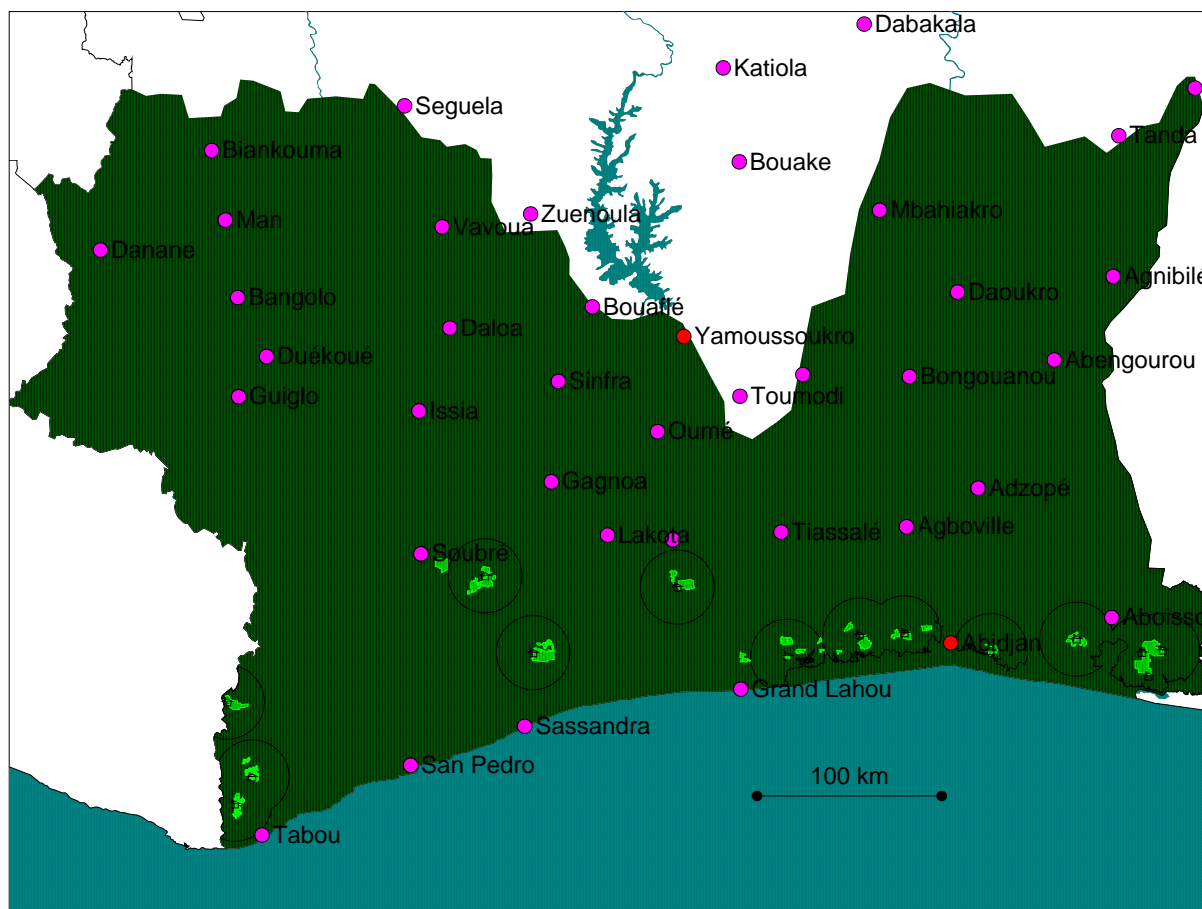 Dabakala
Katiola
Seguela
Tanda
Biankouma
Bouake
Mbahiakro
Zuenoula
Man
Vavoua
Danane
Agnibilé
Daoukro
Bangolo
Bouaflé
Daloa
Yamoussoukro
Duékoué
Abengourou
Bongouanou
Sinfra
Guiglo
Toumodi
Issia
Oumé
Gagnoa
Adzopé
Agboville
Tiassalé
Lakota
Soubré
Aboisso
Abidjan
Grand Lahou
Sassandra
San Pedro
100 km
Tabou